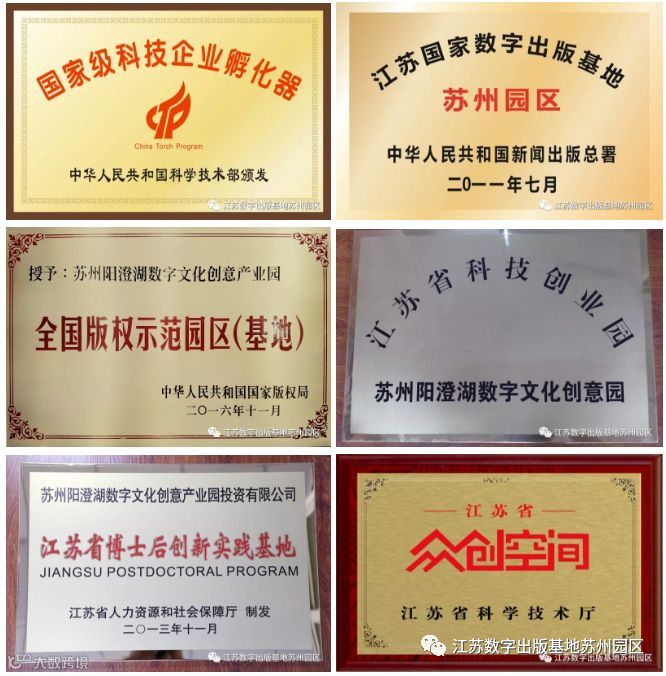 国家级科技企业孵化器
China Torch Program
中华人民共和国科学技术部颁发
江苏数字出版基地苏州园区
江苏国家数字出版基地
苏州园区
中华人民共和国新闻出版总署
二〇一一年七月
江苏数字出版基地苏州园区
授予：苏州阳澄湖数字文化创意产业园
全国版权示范园区(基地)
中华人民共和国国家版权局
二〇一六年十一月
江苏数字出版基地苏州园区
江苏省科技创业园
苏州阳澄湖数字文化创意园
江苏数字出版基地苏州园区
苏州阳澄湖数字文化创意产业园投资有限公司
江苏省博士后创新实践基地
JIANGSU POSTDOCTORAL PROGRAM
江苏省人力资源和社会保障厅 制发
二〇一三年十一月
大数跨境
江苏数字出版基地苏州园区
江苏省
众创空间
江苏省科学技术厅
江苏数字出版基地苏州园区